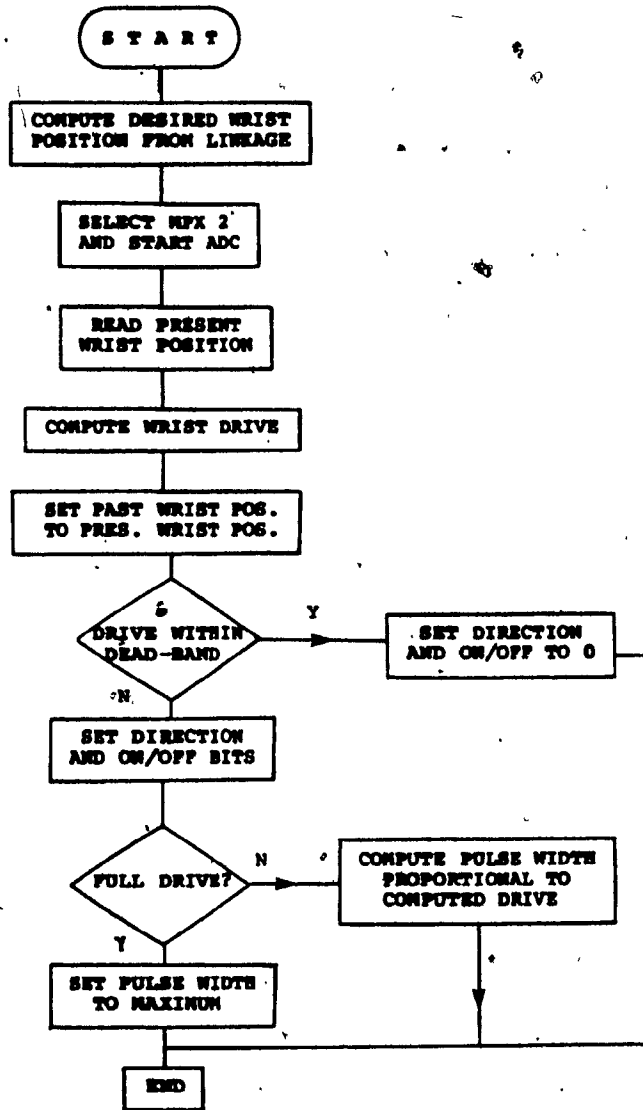 S T A R T
COMPUTE DESIRED WRIST
POSITION FROM LINKAGE
SELECT MPX 2
AND START ADC
READ PRESENT
WRIST POSITION
COMPUTE WRIST DRIVE
SET PAST WRIST POS.
TO PRES. WRIST POS.
DRIVE WITHIN
DEAD-BAND
Y
SET DIRECTION
AND ON/OFF TO 0
N
SET DIRECTION
AND ON/OFF BITS
FULL DRIVE?
N
COMPUTE PULSE WIDTH
PROPORTIONAL TO
COMPUTED DRIVE
Y
SET PULSE WIDTH
TO MAXIMUM
END